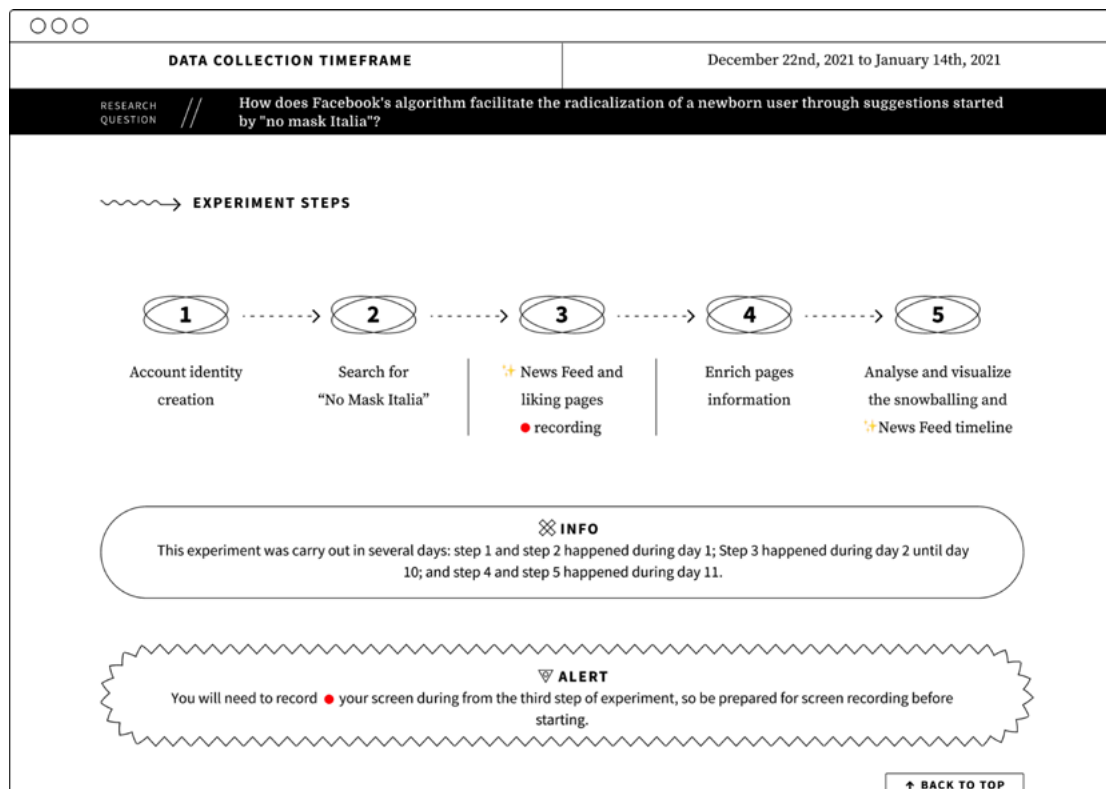 DATA COLLECTION TIMEFRAME
December 22nd, 2021 to January 14th, 2021
RESEARCH
QUESTION
//
How does Facebook's algorithm facilitate the radicalization of a newborn user through suggestions started
by "no mask Italia"?
EXPERIMENT STEPS
1
2
3
4
5
Account identity
creation
Search for
“No Mask Italia”
✨ News Feed and
liking pages
recording
Enrich pages
information
Analyse and visualize
the snowballing and
✨News Feed timeline
INFO
This experiment was carry out in several days: step 1 and step 2 happened during day 1; Step 3 happened during day 2 until day
10; and step 4 and step 5 happened during day 11.
ALERT
You will need to record your screen during from the third step of experiment, so be prepared for screen recording before
starting.
↑ BACK TO TOP